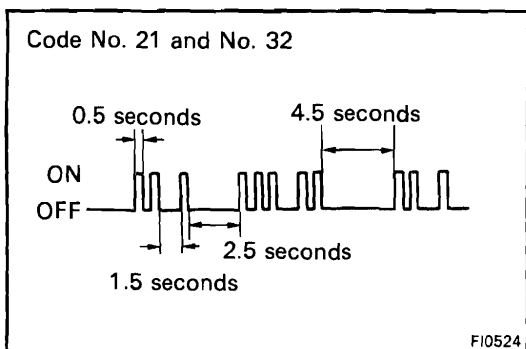 Code No. 21 and No. 32
0.5 seconds
4.5 seconds
ON
OFF
2.5 seconds
1.5 seconds
FI0524